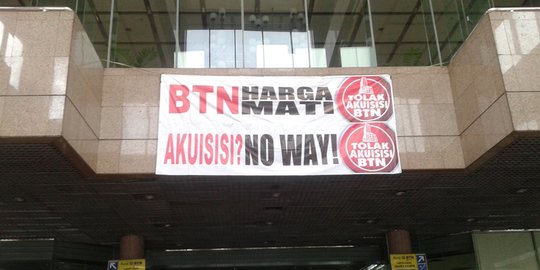 BTN HARGA MATI
TOLAK
AKUISISI
BTN
AKUISISI? NO WAY!
TOLAK
AKUISISI
BTN